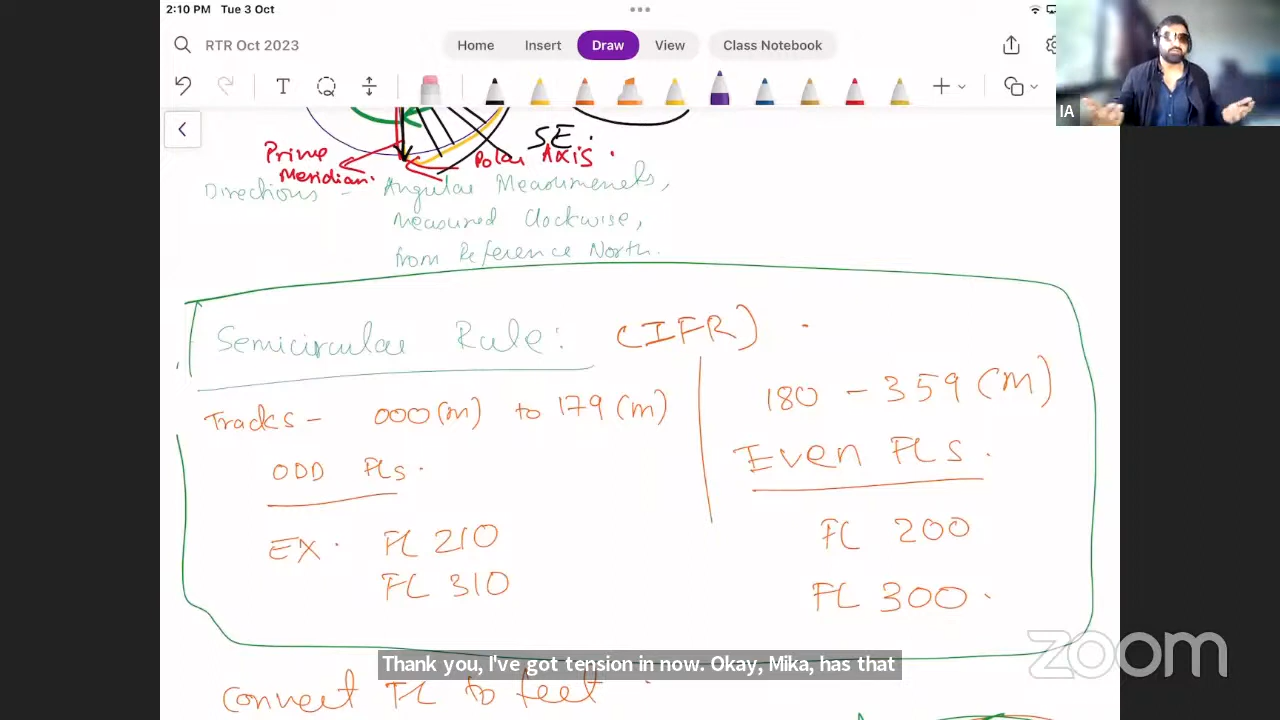 2:10 PM Tue 3 Oct
RTR Oct 2023
Home Insert Draw View Class Notebook
T
IA
SE.
Prime Meridian.
Polar Axis.
Directions - Angular Measurements,
Measured Clockwise,
from Reference North.
Semicircular Rule: (IFR)
Tracks - 000(m) to 179(m)
ODD FLs.
EX. FL 210
FL 310
180 - 359 (M)
Even FLs.
FL 200
FL 300.
Thank you, I've got tension in now. Okay, Mika, has that
Convert FL to feet
zoom